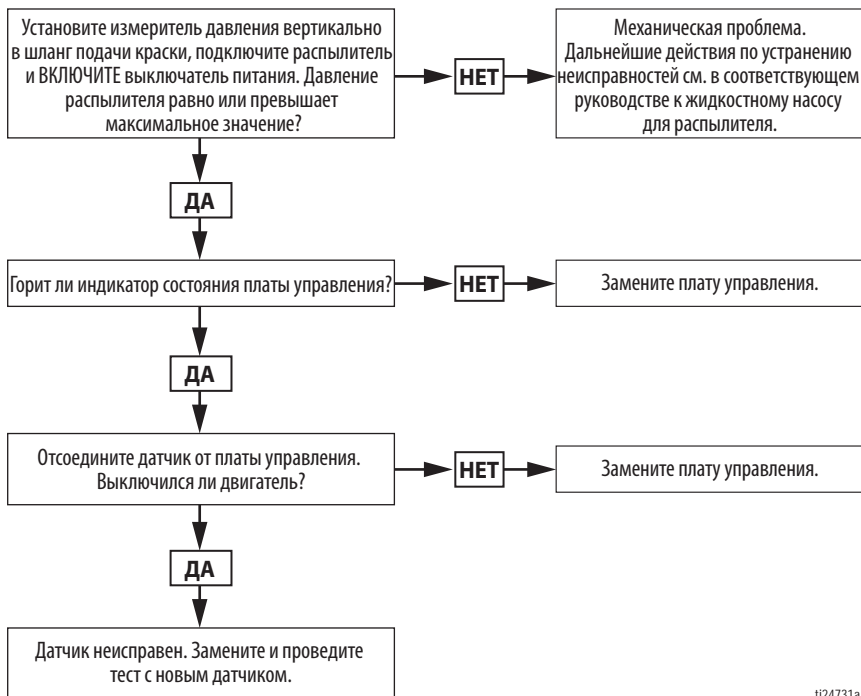 Установите измеритель давления вертикально
в шланг подачи краски, подключите распылитель
и ВКЛЮЧИТЕ выключатель питания. Давление
распылителя равно или превышает
максимальное значение?
НЕТ
Механическая проблема.
Дальнейшие действия по устранению
неисправностей см. в соответствующем
руководстве к жидкостному насосу
для распылителя.
ДА
Горит ли индикатор состояния платы управления?
НЕТ
Замените плату управления.
ДА
Отсоедините датчик от платы управления.
Выключился ли двигатель?
НЕТ
Замените плату управления.
ДА
Датчик неисправен. Замените и проведите
тест с новым датчиком.
ti24731a